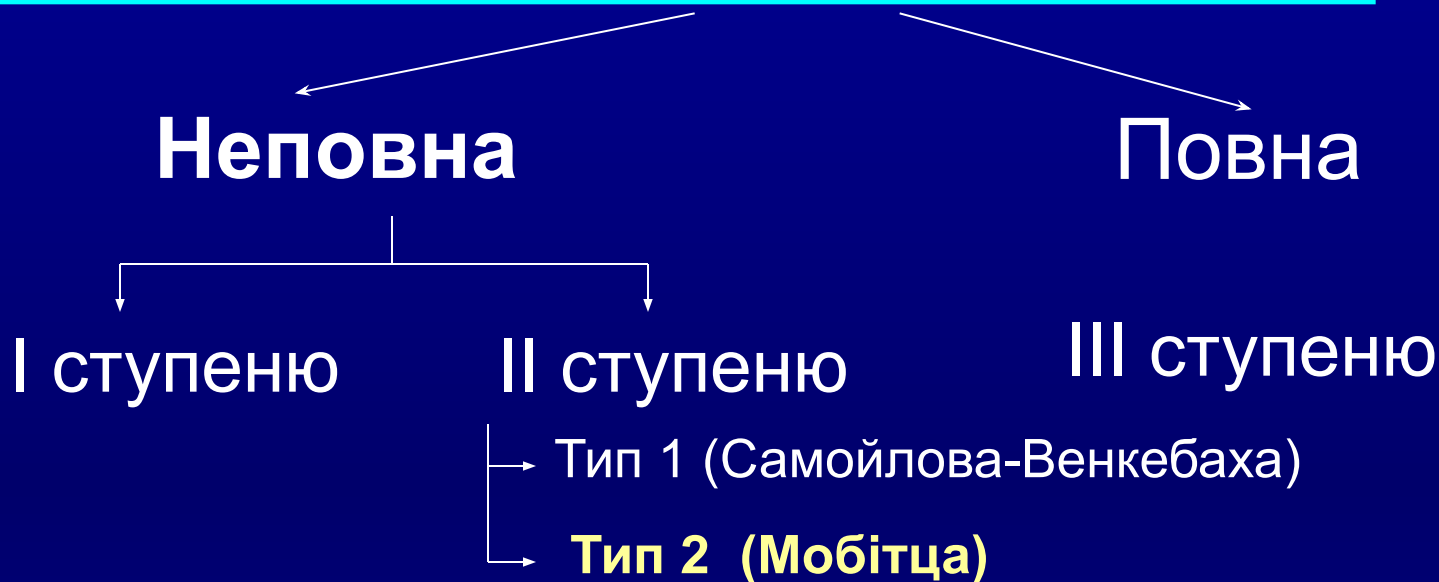 Неповна
Повна
I ступеню
II ступеню
III ступеню
Тип 1 (Самойлова-Венкебаха)
Тип 2 (Мобітца)